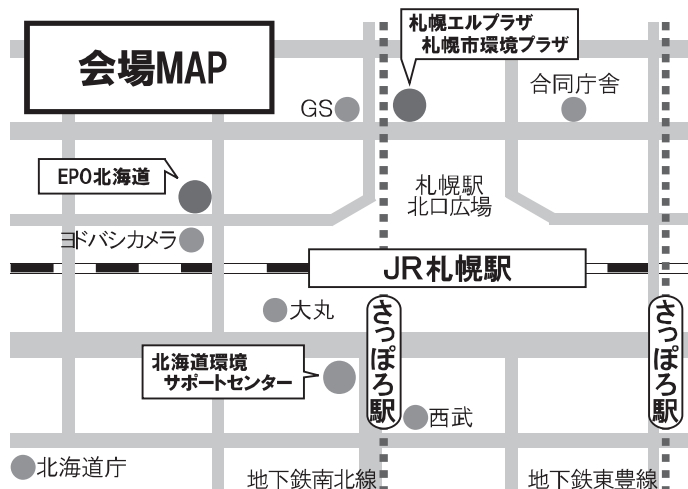 会場MAP
札幌エルプラザ
札幌市環境プラザ
GS
合同庁舎
EPO北海道
札幌駅
北口広場
ヨドバシカメラ
JR札幌駅
大丸
さっぽろ駅
さっぽろ駅
北海道環境
サポートセンター
西武
北海道庁
地下鉄南北線
地下鉄東豊線